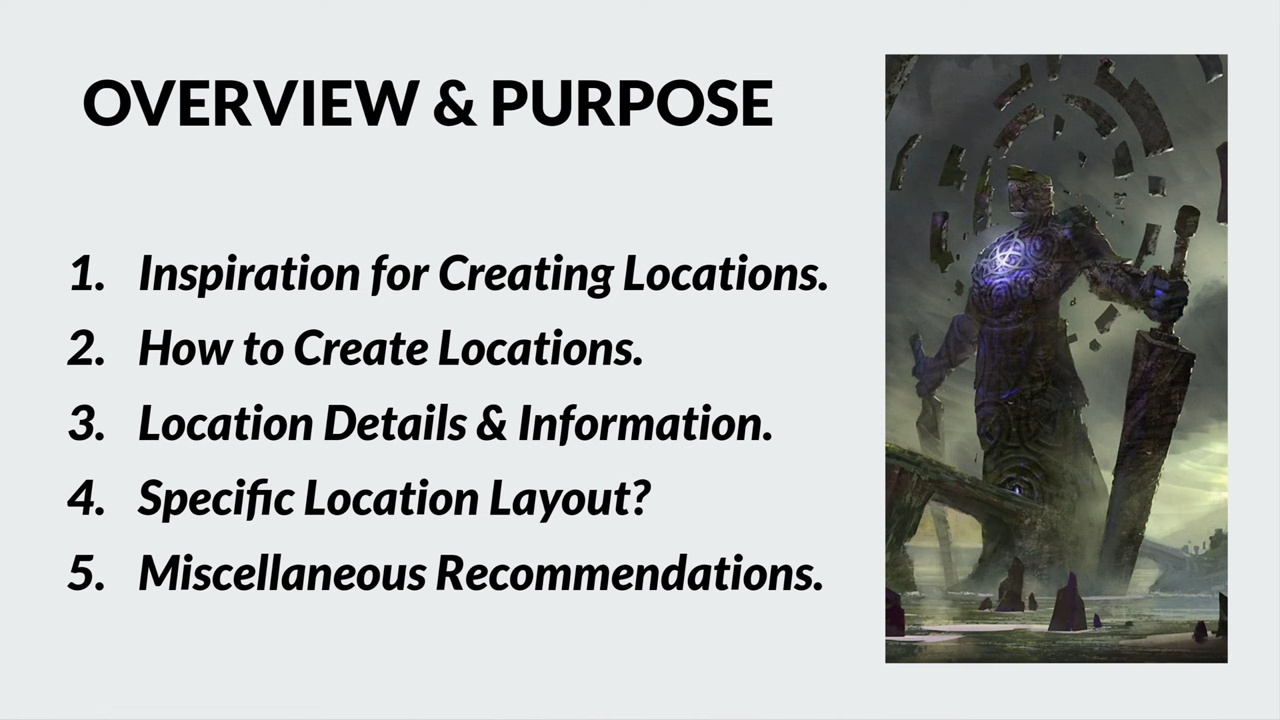 OVERVIEW & PURPOSE
1. Inspiration for Creating Locations.
2. How to Create Locations.
3. Location Details & Information.
4. Specific Location Layout?
5. Miscellaneous Recommendations.